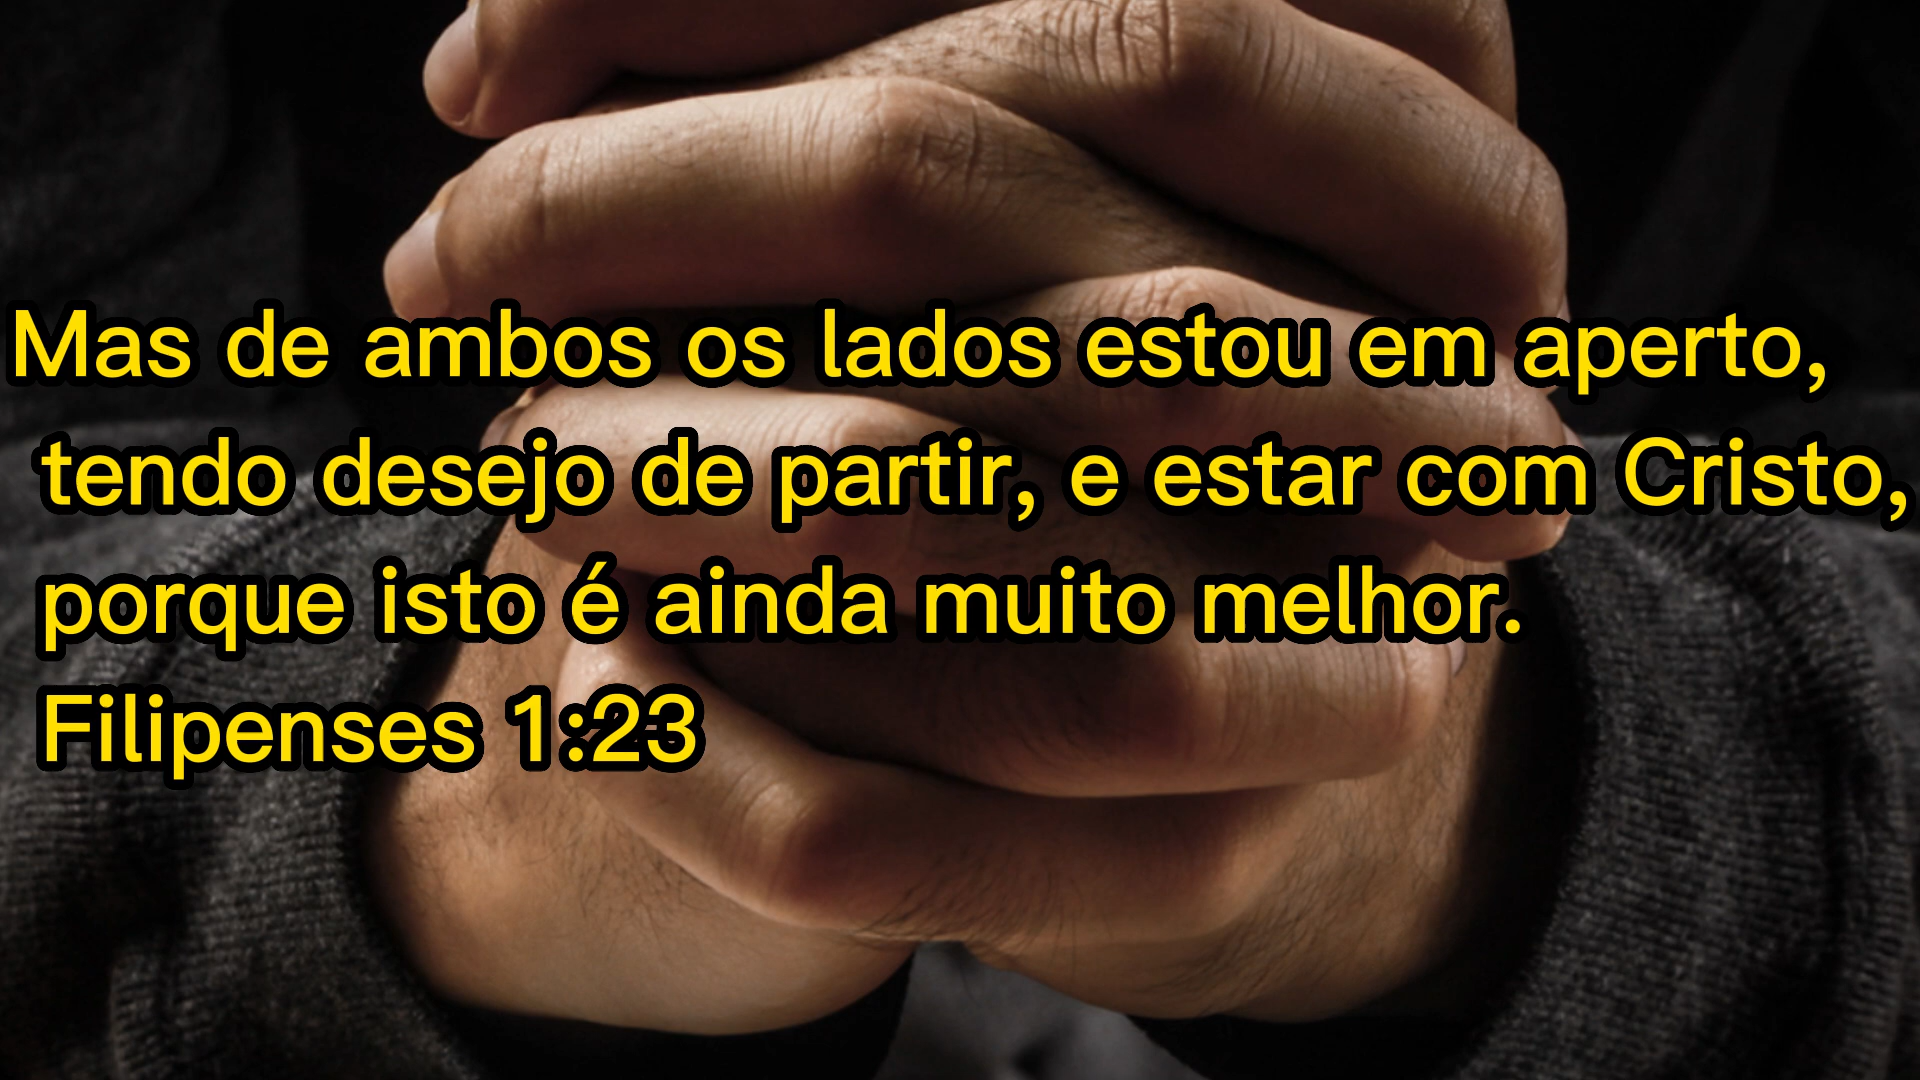 Mas de ambos os lados estou em aperto,
tendo desejo de partir, e estar com Cristo,
porque isto é ainda muito melhor.
Filipenses 1:23